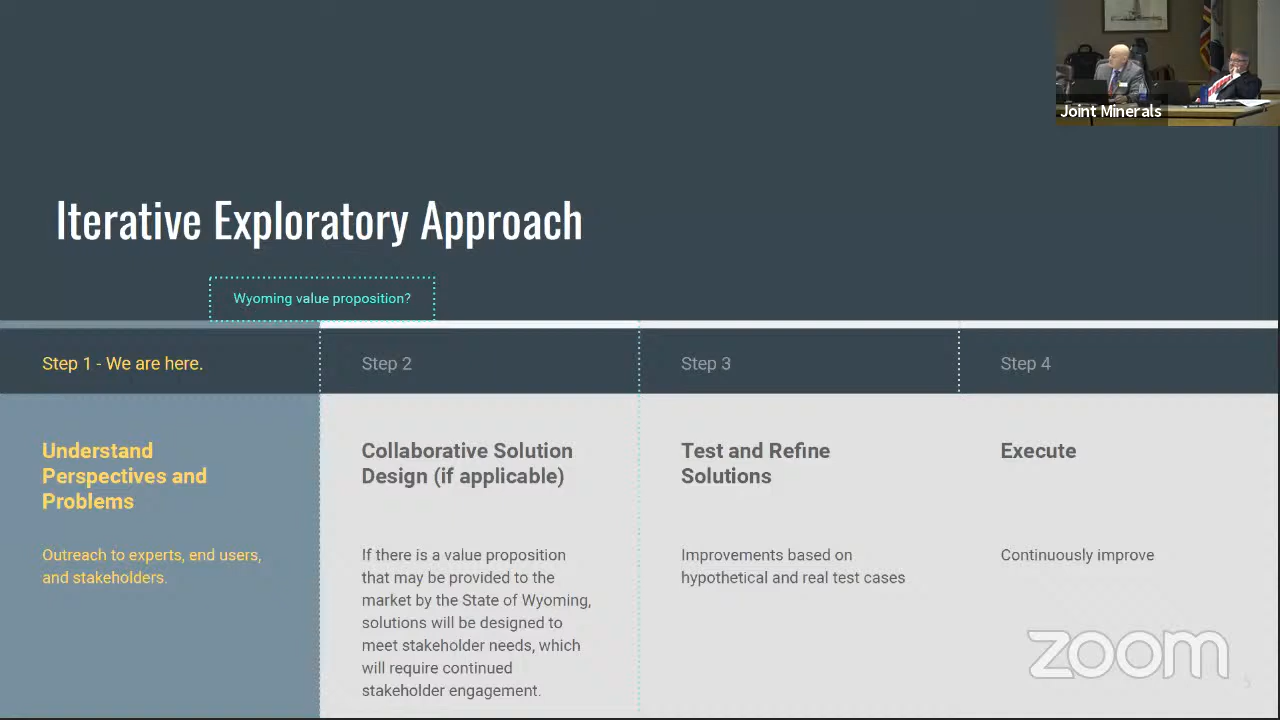 Joint Minerals
Iterative Exploratory Approach
Wyoming value proposition?
Step 1 - We are here.
Step 2
Step 3
Step 4
Understand
Perspectives and
Problems
Collaborative Solution
Design (if applicable)
Test and Refine
Solutions
Execute
Outreach to experts, end users,
and stakeholders.
If there is a value proposition
that may be provided to the
market by the State of Wyoming,
solutions will be designed to
meet stakeholder needs, which
will require continued
stakeholder engagement.
Improvements based on
hypothetical and real test cases
Continuously improve
zoom
5